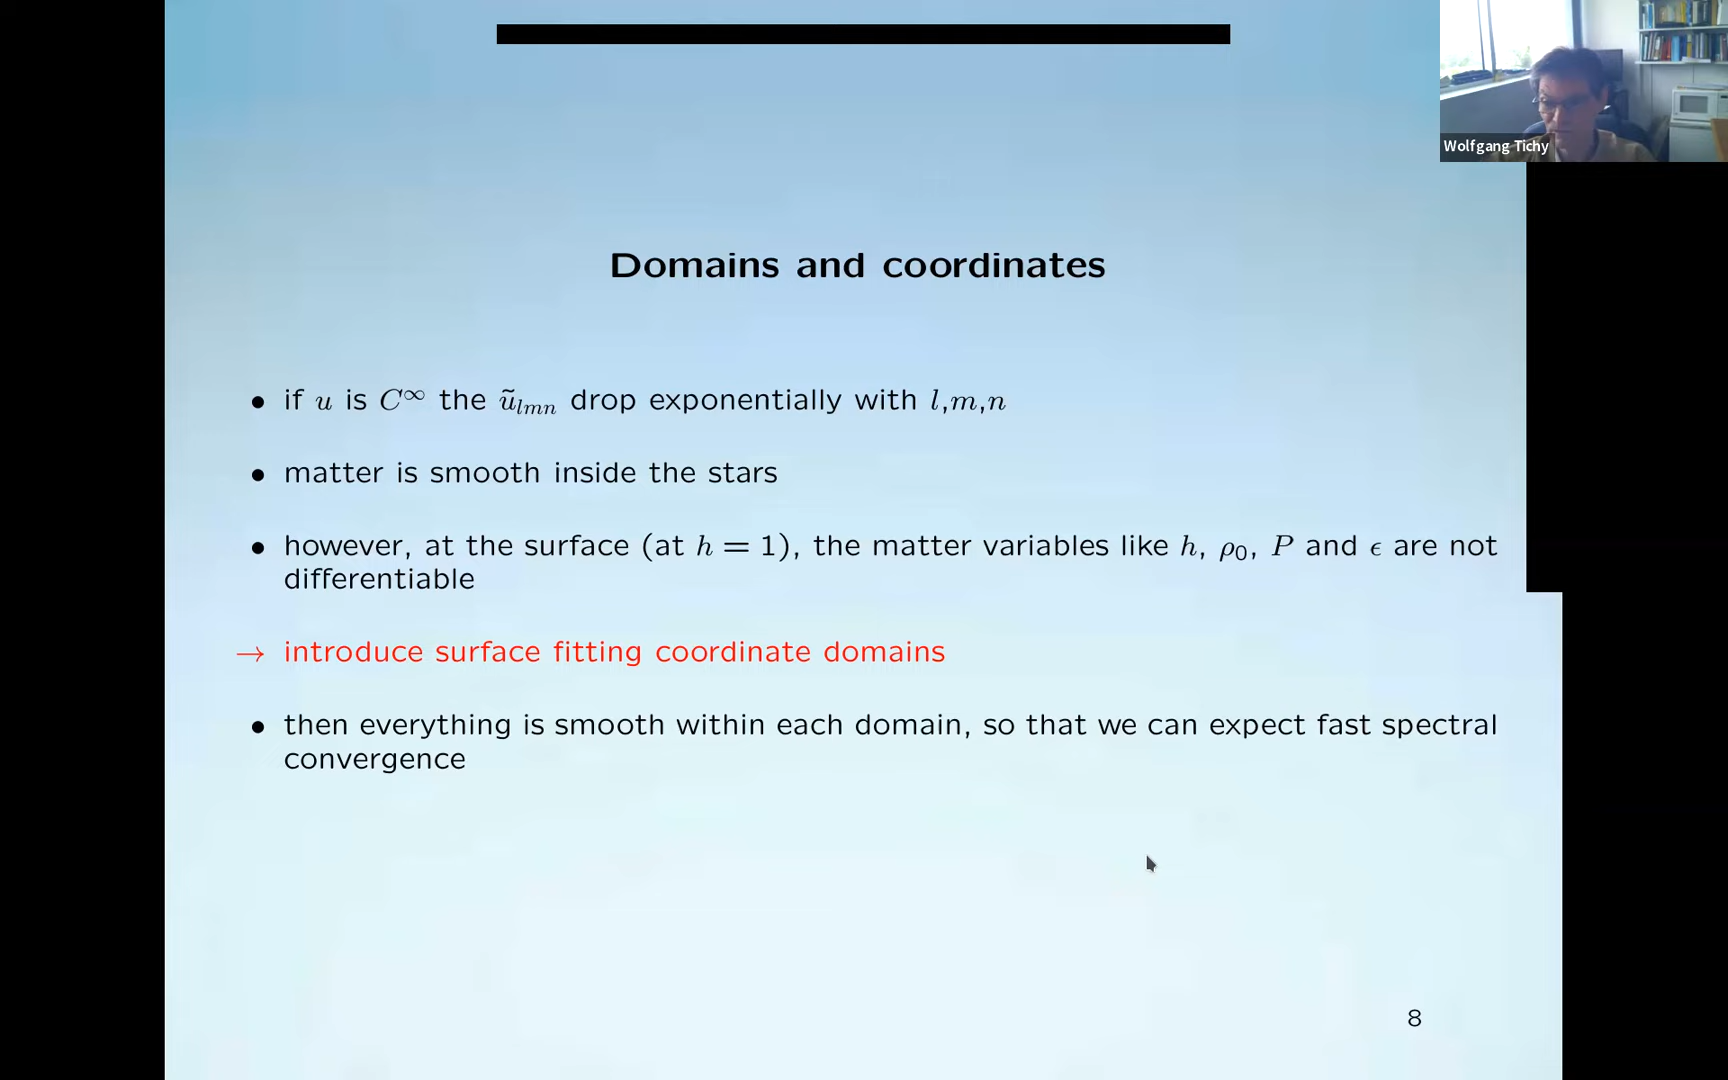 Wolfgang Tichy
Domains and coordinates
• if u is C^∞ the ũ_lmn drop exponentially with l,m,n
• matter is smooth inside the stars
• however, at the surface (at h = 1), the matter variables like h, ρ₀, P and ϵ are not
differentiable
→ introduce surface fitting coordinate domains
• then everything is smooth within each domain, so that we can expect fast spectral
convergence
8